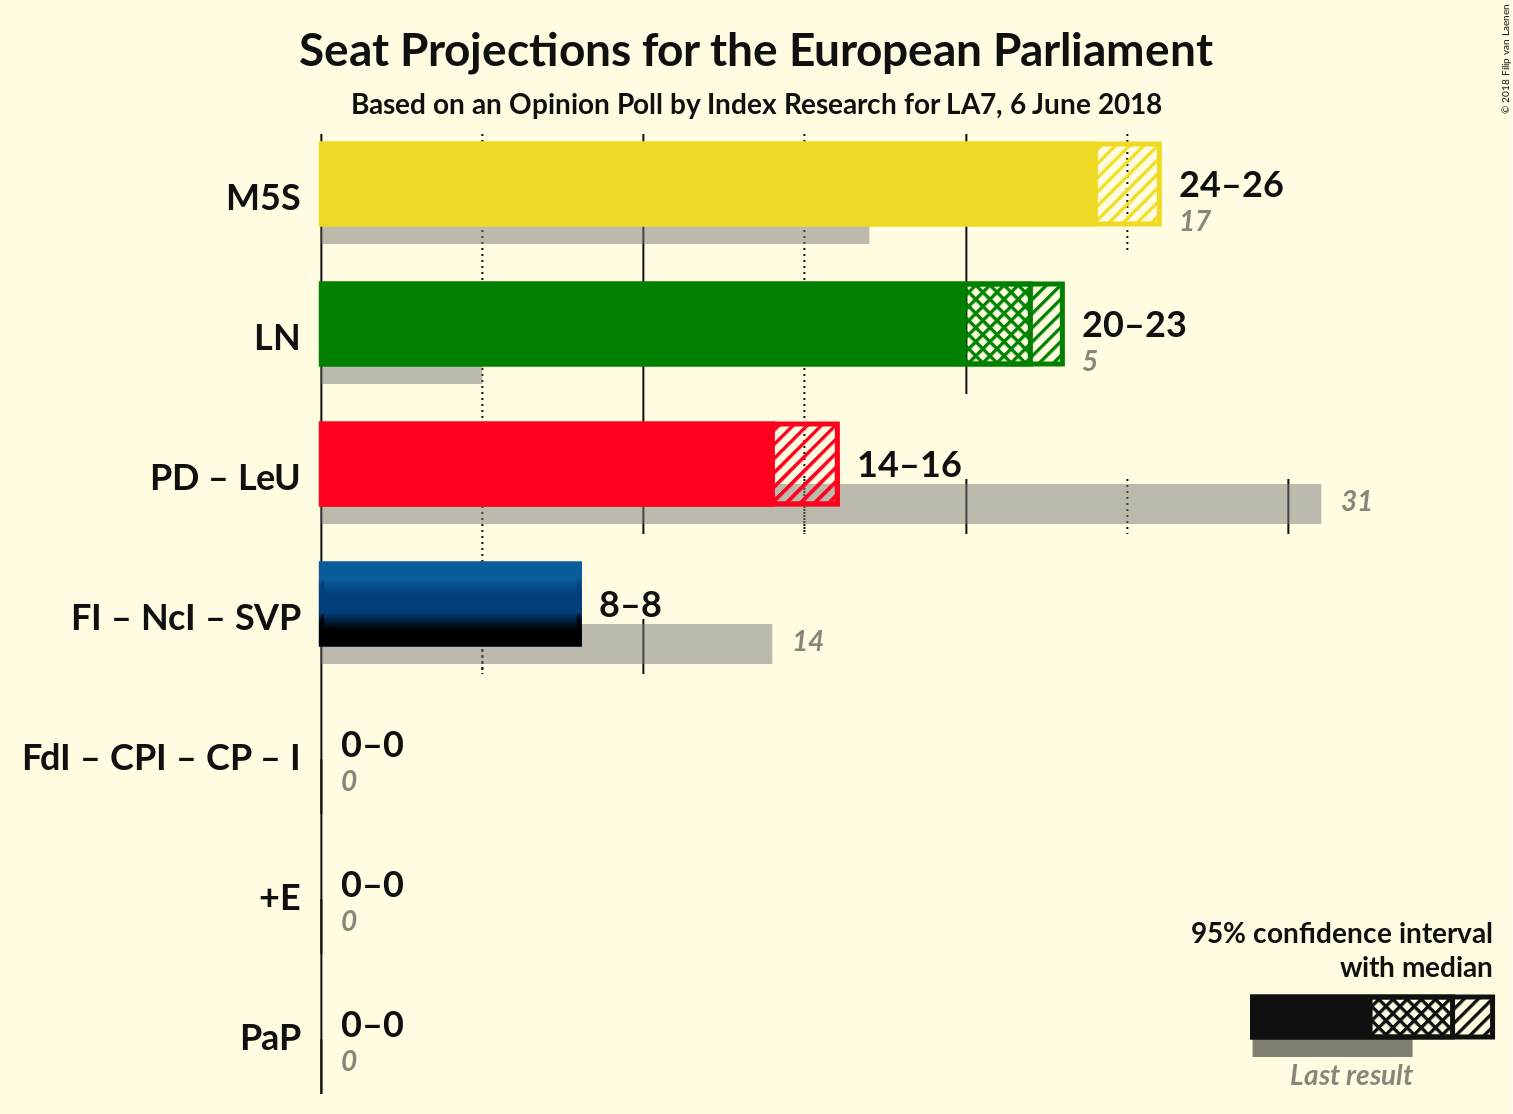 Seat Projections for the European Parliament
Based on an Opinion Poll by Index Research for LA7, 6 June 2018
© 2018 Filip van Laenen
M5S
24–26
17
LN
20–23
5
PD – LeU
14–16
31
FI – NcI – SVP
8–8
14
FdI – CPI – CP – I
0–0
0
+E
0–0
0
PaP
0–0
0
95% confidence interval
with median
Last result